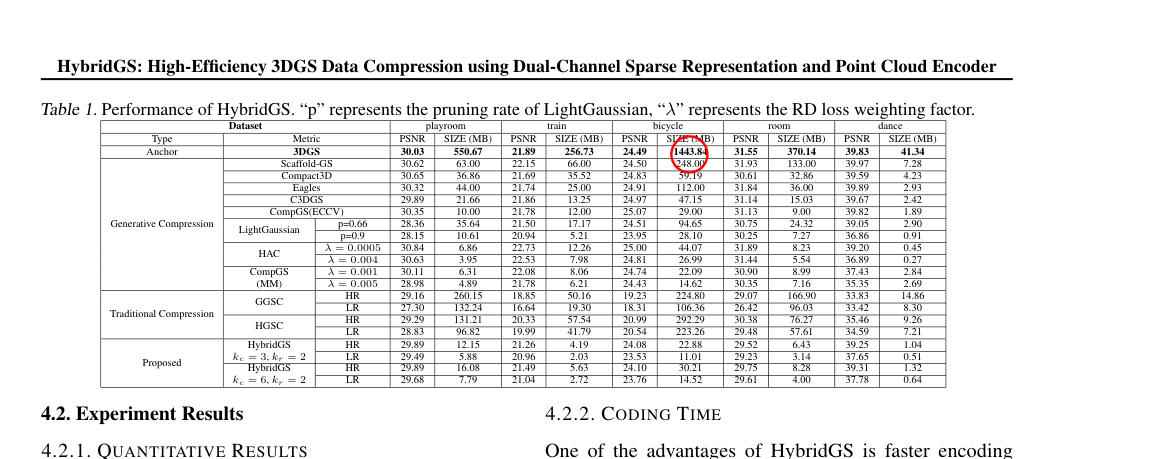 HybridGS: High-Efficiency 3DGS Data Compression using Dual-Channel Sparse Representation and Point Cloud Encoder
Table 1. Performance of HybridGS. “p” represents the pruning rate of LightGaussian, “λ” represents the RD loss weighting factor.
Dataset playroom train bicycle room dance
Type Metric PSNR SIZE (MB) PSNR SIZE (MB) PSNR SIZE (MB) PSNR SIZE (MB) PSNR SIZE (MB)
Anchor 3DGS 30.03 550.67 21.89 256.73 24.49 1443.84 31.55 370.14 39.83 41.34
Scaffold-GS 30.62 63.00 22.15 66.00 24.50 248.00 31.93 133.00 39.97 7.28
Compact3D 30.65 36.86 21.69 35.52 24.83 59.19 30.61 32.86 39.59 4.23
Eagles 30.32 44.00 21.74 25.00 24.91 112.00 31.84 36.00 39.89 2.93
C3DGS 29.89 21.66 21.86 13.25 24.97 47.15 31.14 15.03 39.67 2.42
CompGS(ECCV) 30.35 10.00 21.78 12.00 25.07 29.00 31.13 9.00 39.82 1.89
Generative Compression LightGaussian p=0.66 28.36 35.64 21.50 17.17 24.51 94.65 30.75 24.32 39.05 2.90
p=0.9 28.15 10.61 20.94 5.21 23.95 28.10 30.25 7.27 36.86 0.91
HAC λ = 0.0005 30.84 6.86 22.73 12.26 25.00 44.07 31.89 8.23 39.20 0.45
λ = 0.004 30.63 3.95 22.53 7.98 24.81 26.99 31.44 5.54 36.89 0.27
CompGS λ = 0.001 30.11 6.31 22.08 8.06 24.74 22.09 30.90 8.99 37.43 2.84
(MM) λ = 0.005 28.98 4.89 21.78 6.21 24.43 14.62 30.35 7.16 35.35 2.69
Traditional Compression GGSC HR 29.16 260.15 18.85 50.16 19.23 224.80 29.07 166.90 33.83 14.86
LR 27.30 132.24 16.64 19.30 18.31 106.36 26.42 96.03 33.42 8.30
HGSC HR 29.29 131.21 20.33 57.54 20.99 292.29 30.38 76.27 35.46 9.26
LR 28.83 96.82 19.99 41.79 20.54 223.26 29.48 57.61 34.59 7.21
Proposed HybridGS HR 29.89 12.15 21.26 4.19 24.08 22.88 29.52 6.43 39.25 1.04
k_c = 3, k_r = 2 LR 29.49 5.88 20.96 2.03 23.53 11.01 29.23 3.14 37.65 0.51
HybridGS HR 29.89 16.08 21.49 5.63 24.10 30.21 29.75 8.28 39.31 1.32
k_c = 6, k_r = 2 LR 29.68 7.79 21.04 2.72 23.76 14.52 29.61 4.00 37.78 0.64
4.2. Experiment Results
4.2.1. QUANTITATIVE RESULTS
4.2.2. CODING TIME
One of the advantages of HybridGS is faster encoding